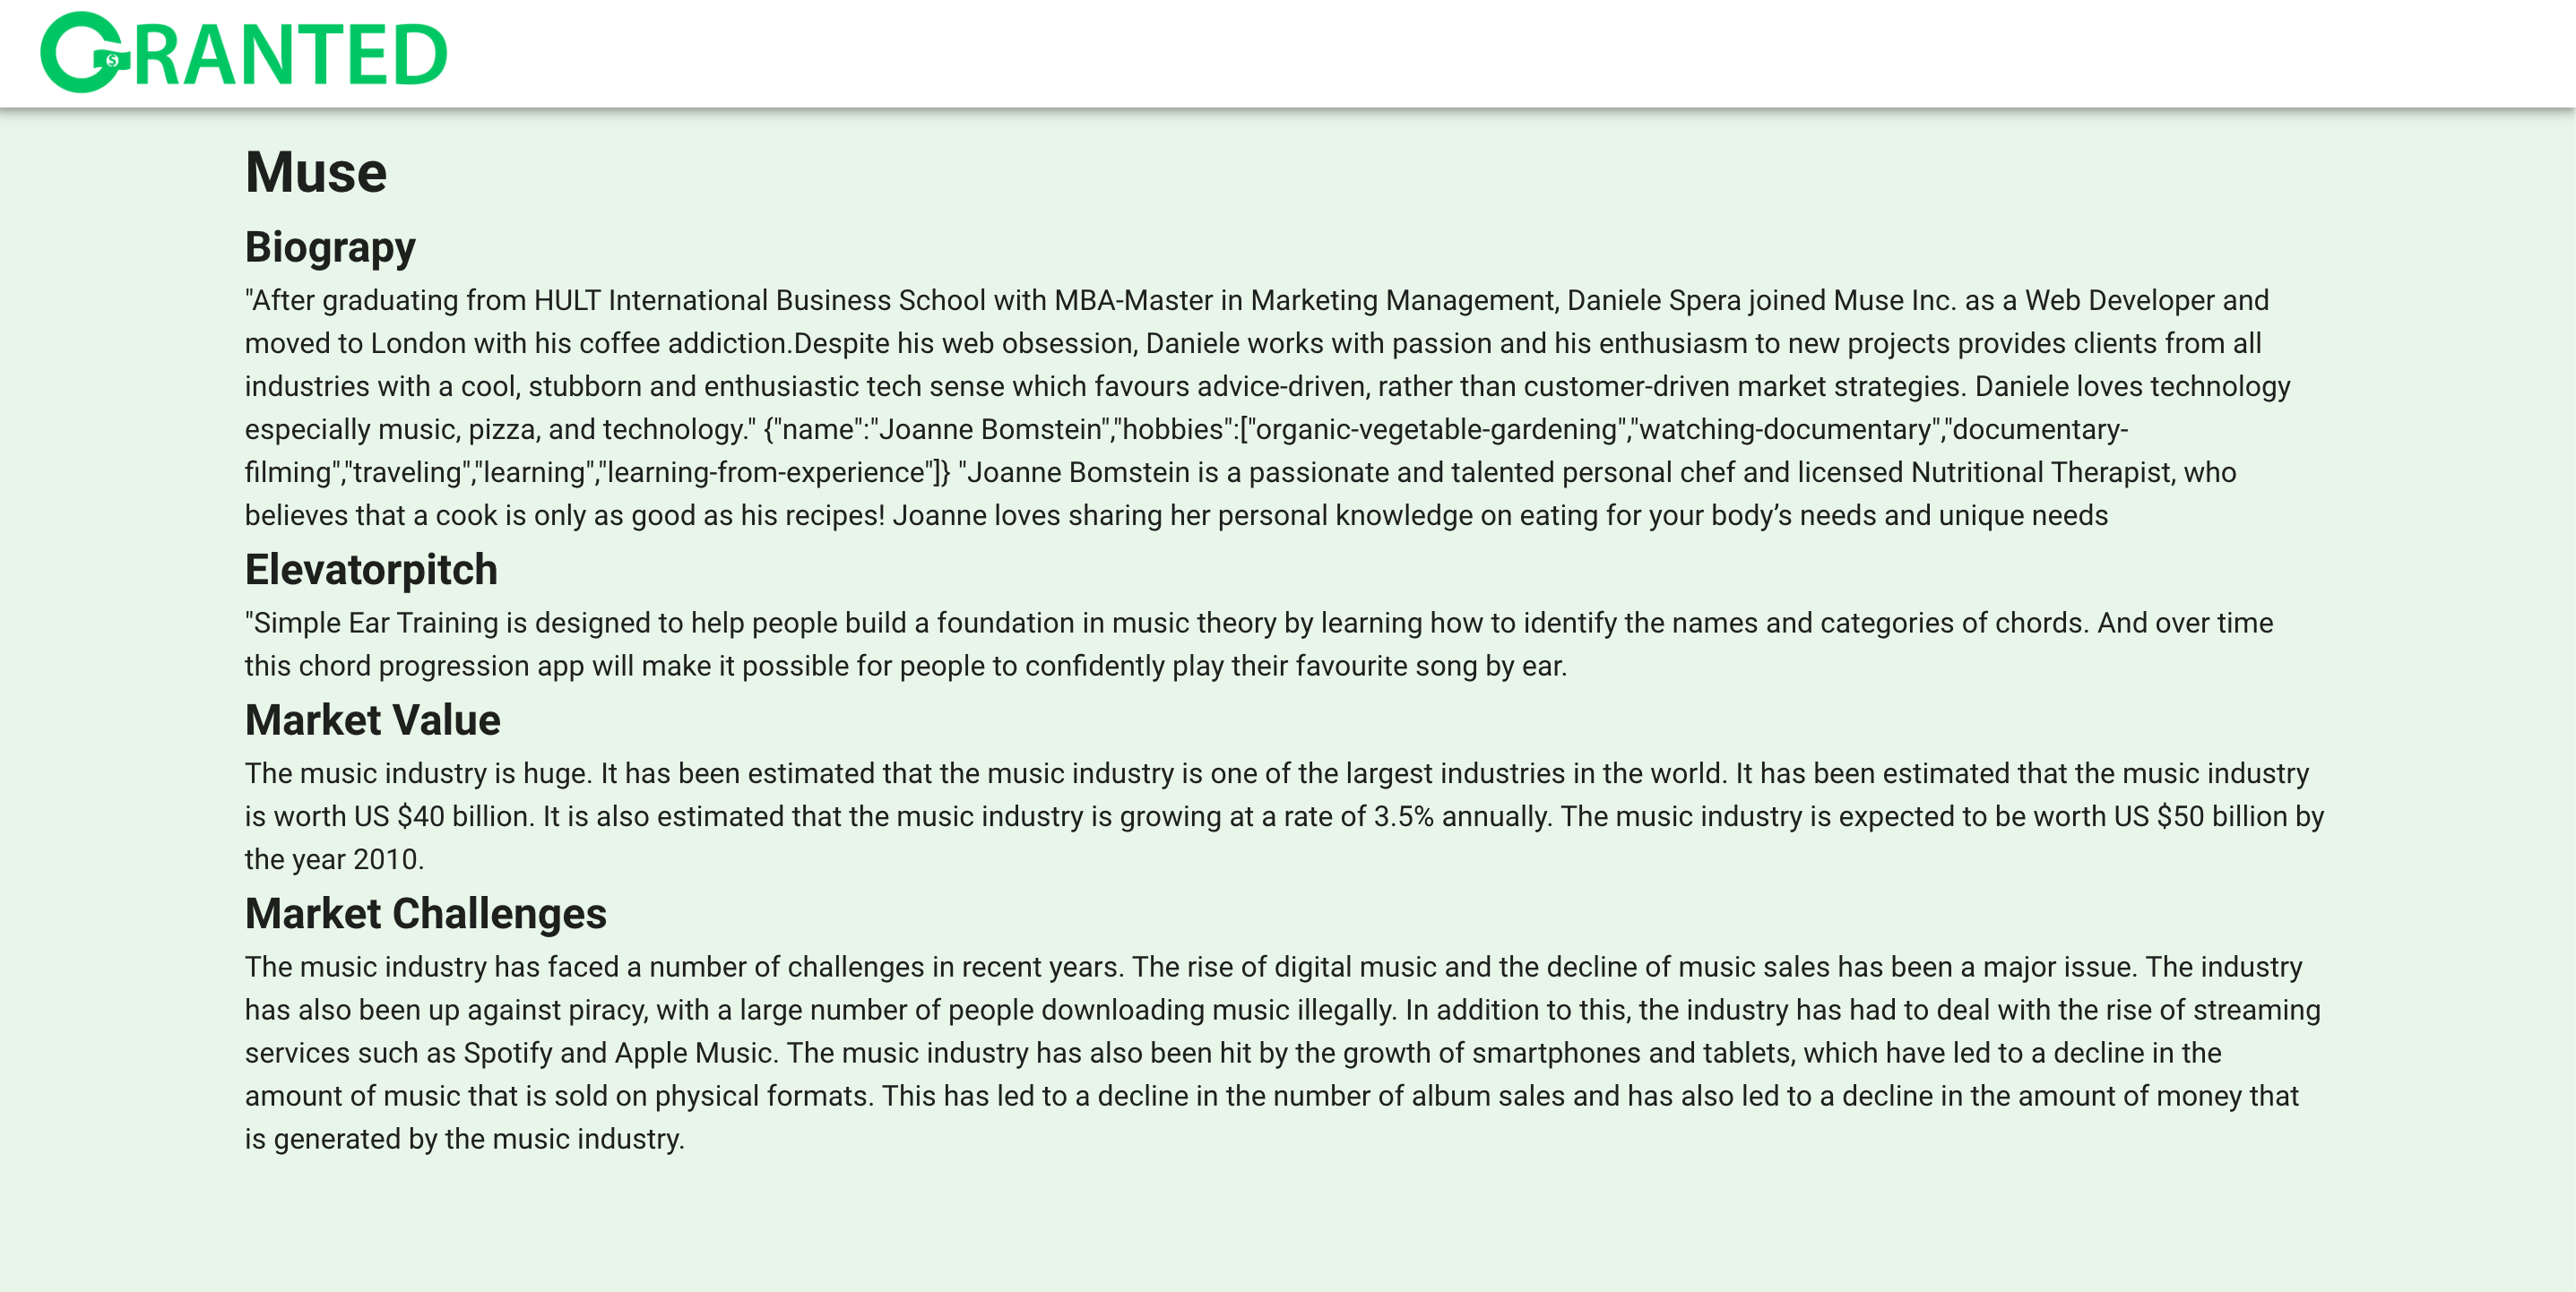 GRANTED
Muse
Biograpy
"After graduating from HULT International Business School with MBA-Master in Marketing Management, Daniele Spera joined Muse Inc. as a Web Developer and
moved to London with his coffee addiction.Despite his web obsession, Daniele works with passion and his enthusiasm to new projects provides clients from all
industries with a cool, stubborn and enthusiastic tech sense which favours advice-driven, rather than customer-driven market strategies. Daniele loves technology
especially music, pizza, and technology." {"name":"Joanne Bomstein","hobbies":["organic-vegetable-gardening","watching-documentary","documentary-
filming","traveling","learning","learning-from-experience"]} "Joanne Bomstein is a passionate and talented personal chef and licensed Nutritional Therapist, who
believes that a cook is only as good as his recipes! Joanne loves sharing her personal knowledge on eating for your body’s needs and unique needs
Elevatorpitch
"Simple Ear Training is designed to help people build a foundation in music theory by learning how to identify the names and categories of chords. And over time
this chord progression app will make it possible for people to confidently play their favourite song by ear.
Market Value
The music industry is huge. It has been estimated that the music industry is one of the largest industries in the world. It has been estimated that the music industry
is worth US $40 billion. It is also estimated that the music industry is growing at a rate of 3.5% annually. The music industry is expected to be worth US $50 billion by
the year 2010.
Market Challenges
The music industry has faced a number of challenges in recent years. The rise of digital music and the decline of music sales has been a major issue. The industry
has also been up against piracy, with a large number of people downloading music illegally. In addition to this, the industry has had to deal with the rise of streaming
services such as Spotify and Apple Music. The music industry has also been hit by the growth of smartphones and tablets, which have led to a decline in the
amount of music that is sold on physical formats. This has led to a decline in the number of album sales and has also led to a decline in the amount of money that
is generated by the music industry.